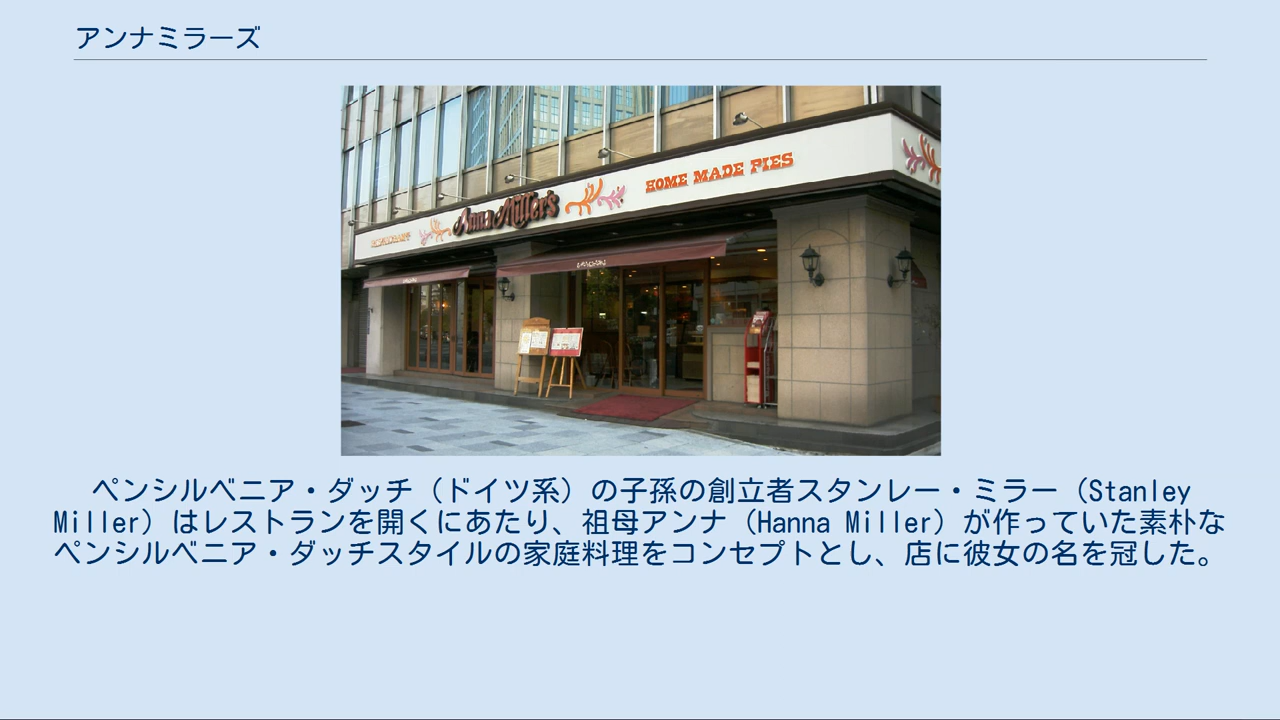 アンナミラーズ
Anna Miller's
HOME MADE PIES
ペンシルベニア・ダッチ（ドイツ系）の子孫の創立者スタンレー・ミラー（Stanley
Miller）はレストランを開くにあたり、祖母アンナ（Hanna Miller）が作っていた素朴な
ペンシルベニア・ダッチスタイルの家庭料理をコンセプトとし、店に彼女の名を冠した。